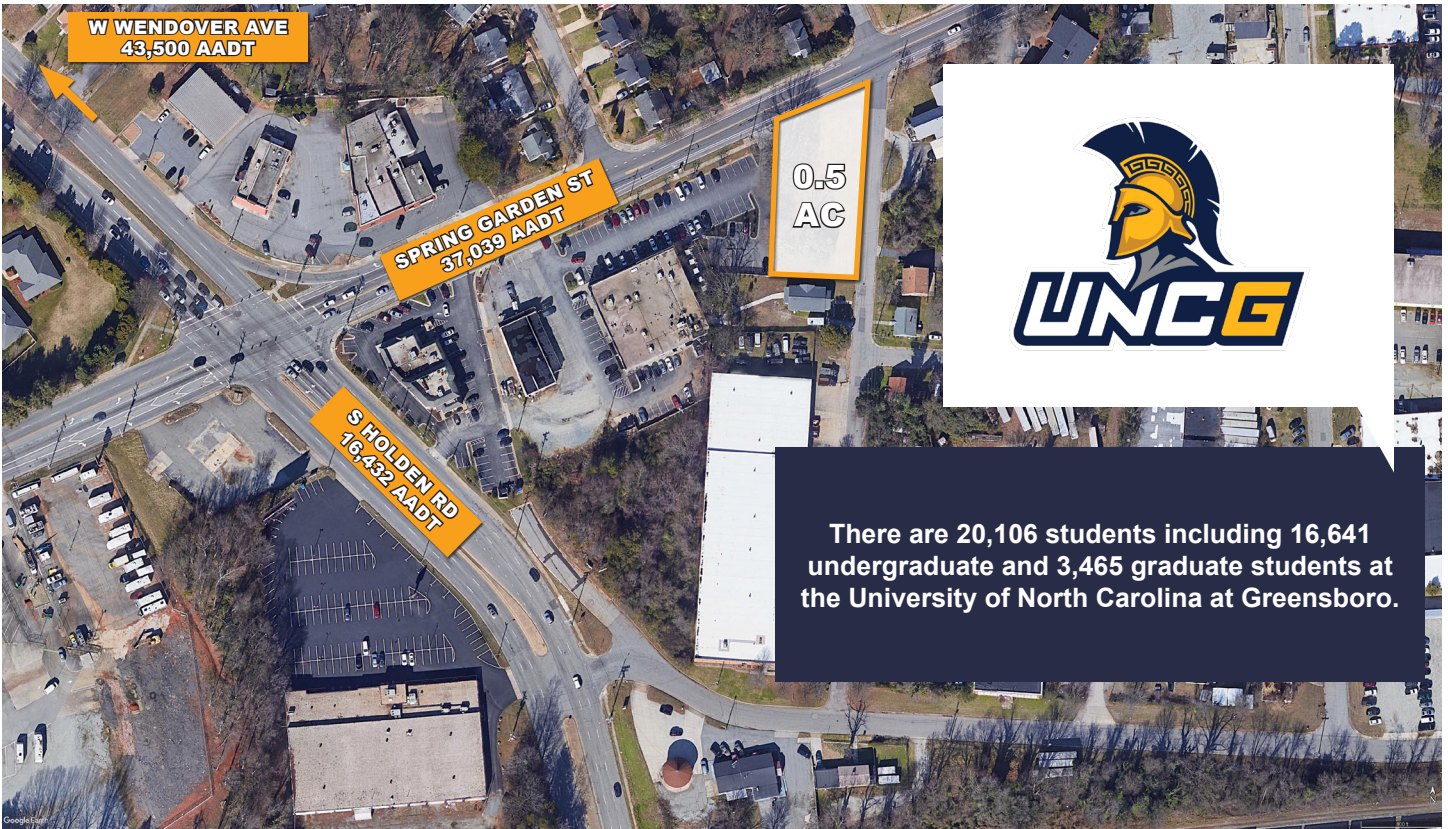 W WENDOVER AVE
43,500 AADT
SPRING GARDEN ST
37,039 AADT
0.5
AC
S HOLDEN RD
16,432 AADT
UNCG
There are 20,106 students including 16,641
undergraduate and 3,465 graduate students at
the University of North Carolina at Greensboro.
Google Earth
N